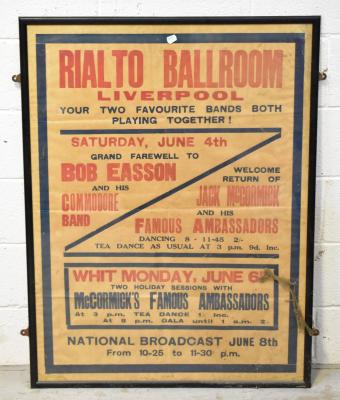 RIALTO BALLROOM
LIVERPOOL
YOUR TWO FAVOURITE BANDS BOTH
PLAYING TOGETHER!
SATURDAY, JUNE 4th
GRAND FAREWELL TO
BOB EASSON
AND HIS
COMMODORE
BAND
WELCOME
RETURN OF
JACK McCORMICK
AND HIS
FAMOUS AMBASSADORS
DANCING 8 - 11-45 2/-
TEA DANCE AS USUAL AT 3 p.m. 9d. Inc.
WHIT MONDAY, JUNE 6
TWO HOLIDAY SESSIONS WITH
McCORMICK'S FAMOUS AMBASSADORS
At 3 p.m. TEA DANCE 1/- Inc.
At 8 p.m. GALA until 1 a.m. 2
NATIONAL BROADCAST JUNE 8th
From 10-25 to 11-30 p.m.